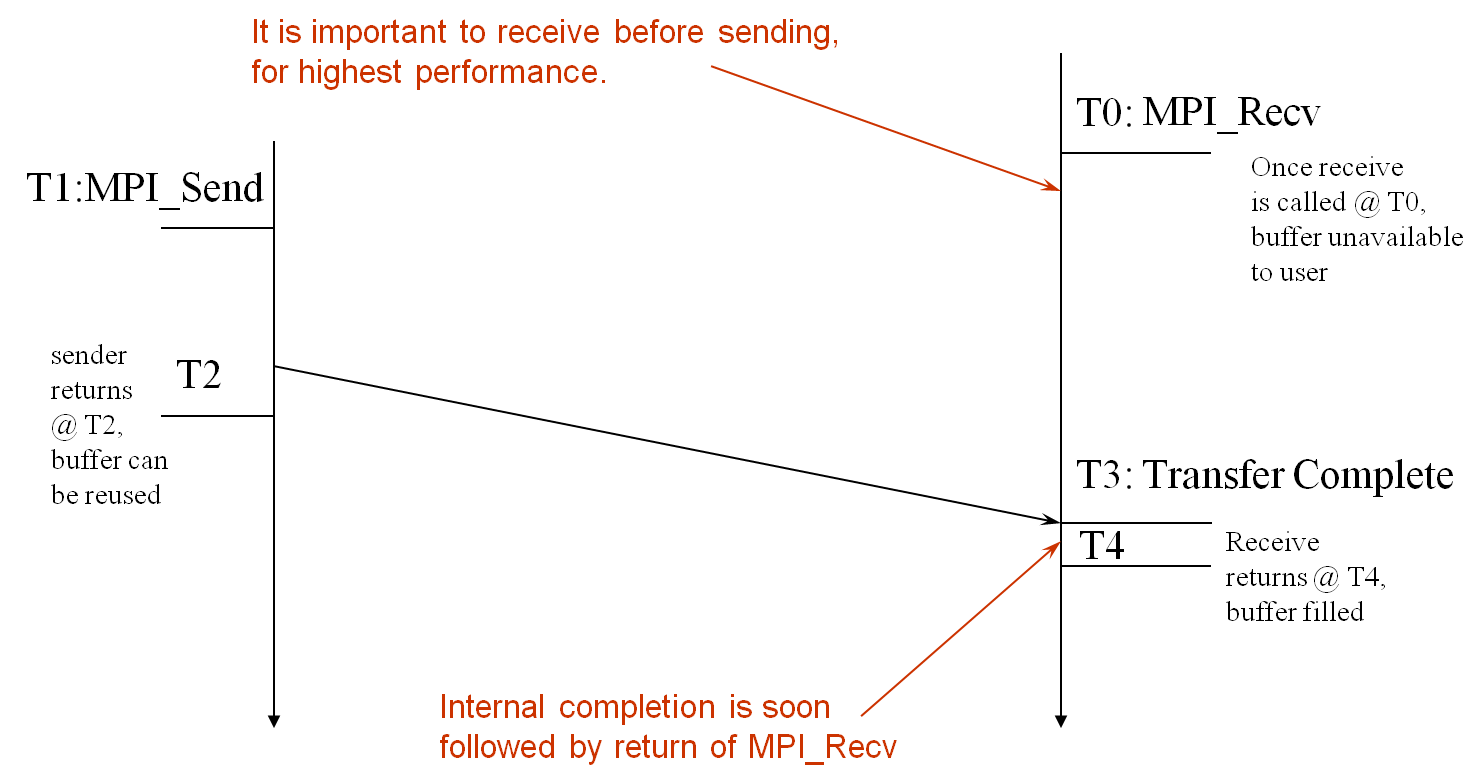 It is important to receive before sending,
for highest performance.
T0: MPI_Recv
Once receive
is called @ T0,
buffer unavailable
to user
T1:MPI_Send
sender
returns
@ T2,
buffer can
be reused
T2
T3: Transfer Complete
T4
Receive
returns @ T4,
buffer filled
Internal completion is soon
followed by return of MPI_Recv